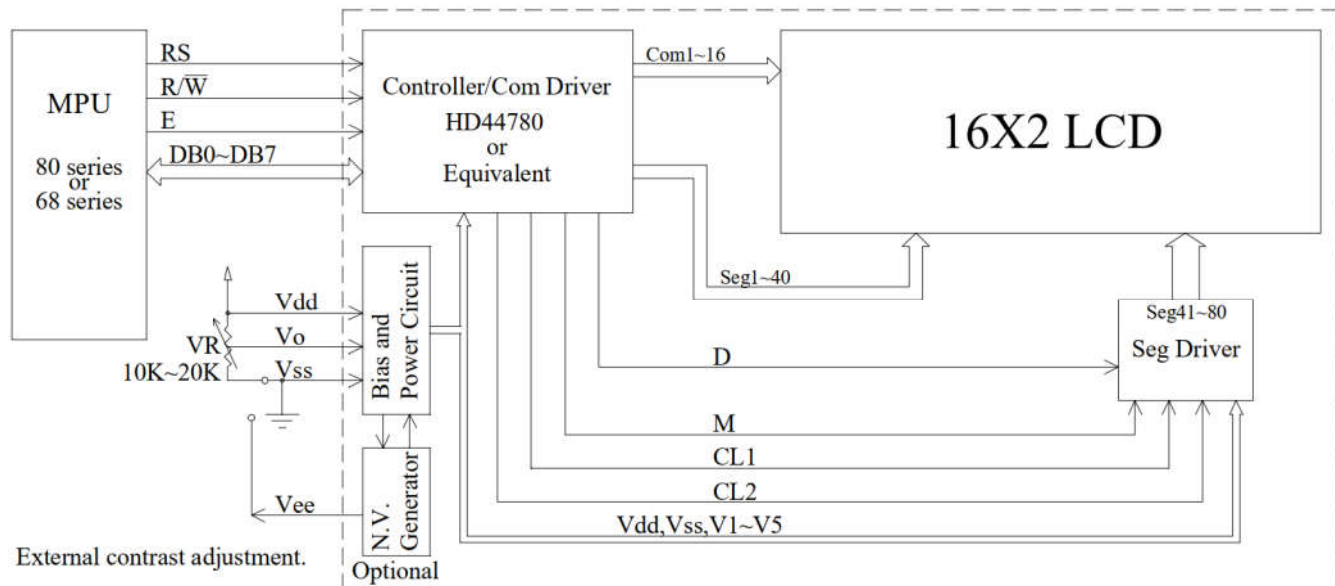 MPU
80 series
or
68 series
RS
R/W̅
E
DB0~DB7
Controller/Com Driver
HD44780
or
Equivalent
Com1~16
16X2 LCD
Seg1~40
Seg41~80
Seg Driver
Vdd
Vo
Vss
VR
10K~20K
Bias and
Power Circuit
D
M
CL1
CL2
Vdd,Vss,V1~V5
Vee
N.V.
Generator
Optional
External contrast adjustment.